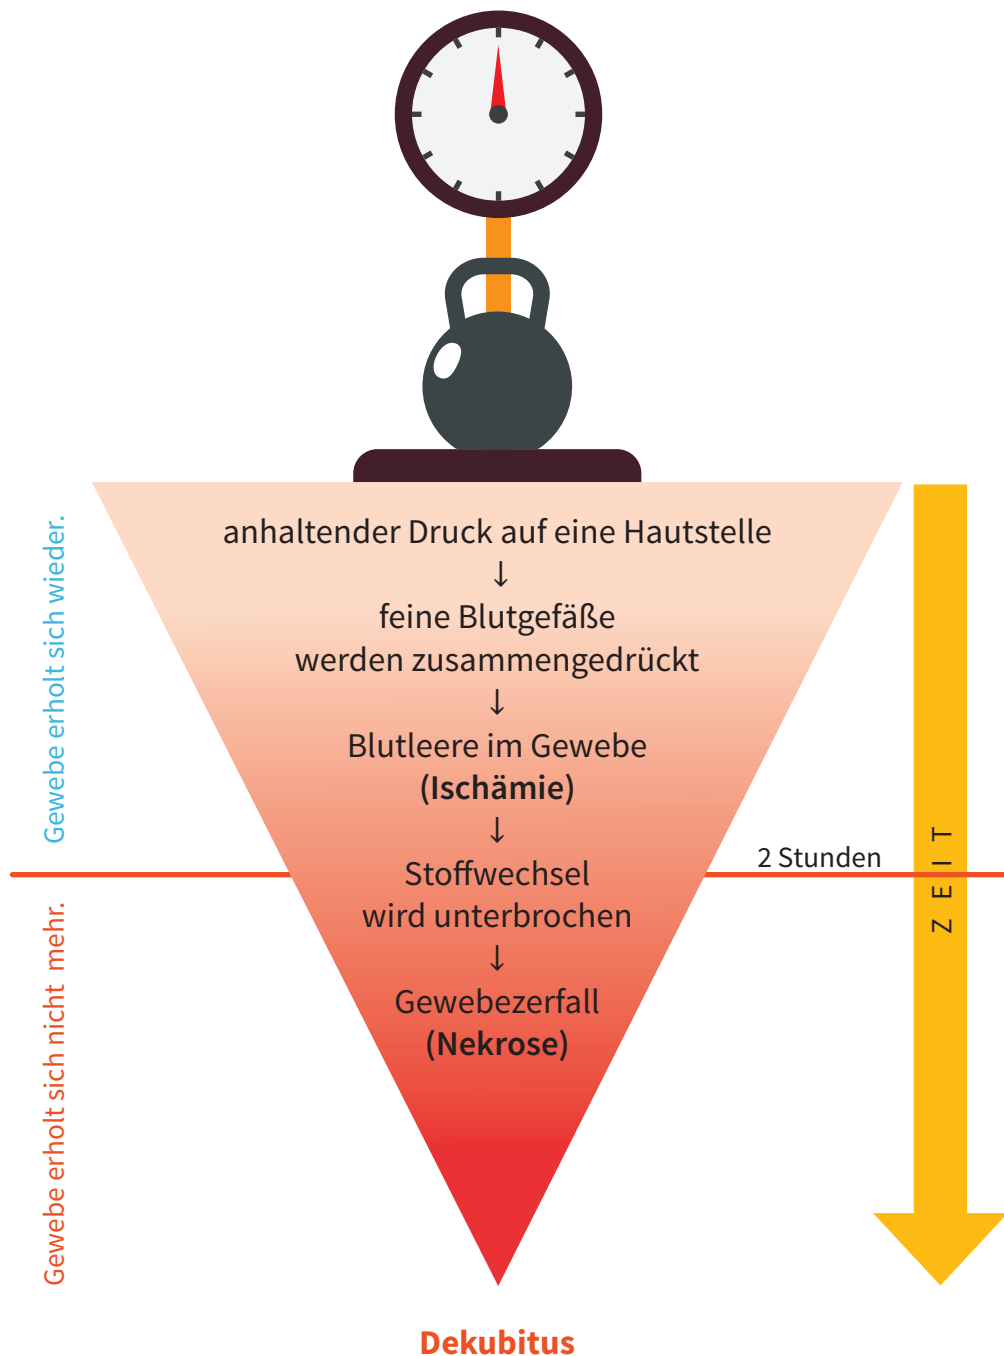 anhaltender Druck auf eine Hautstelle
↓
feine Blutgefäße
werden zusammengedrückt
↓
Blutleere im Gewebe
(Ischämie)
↓
Stoffwechsel
wird unterbrochen
↓
Gewebezerfall
(Nekrose)
Gewebe erholt sich wieder.
Gewebe erholt sich nicht mehr.
2 Stunden
ZEIT
Dekubitus